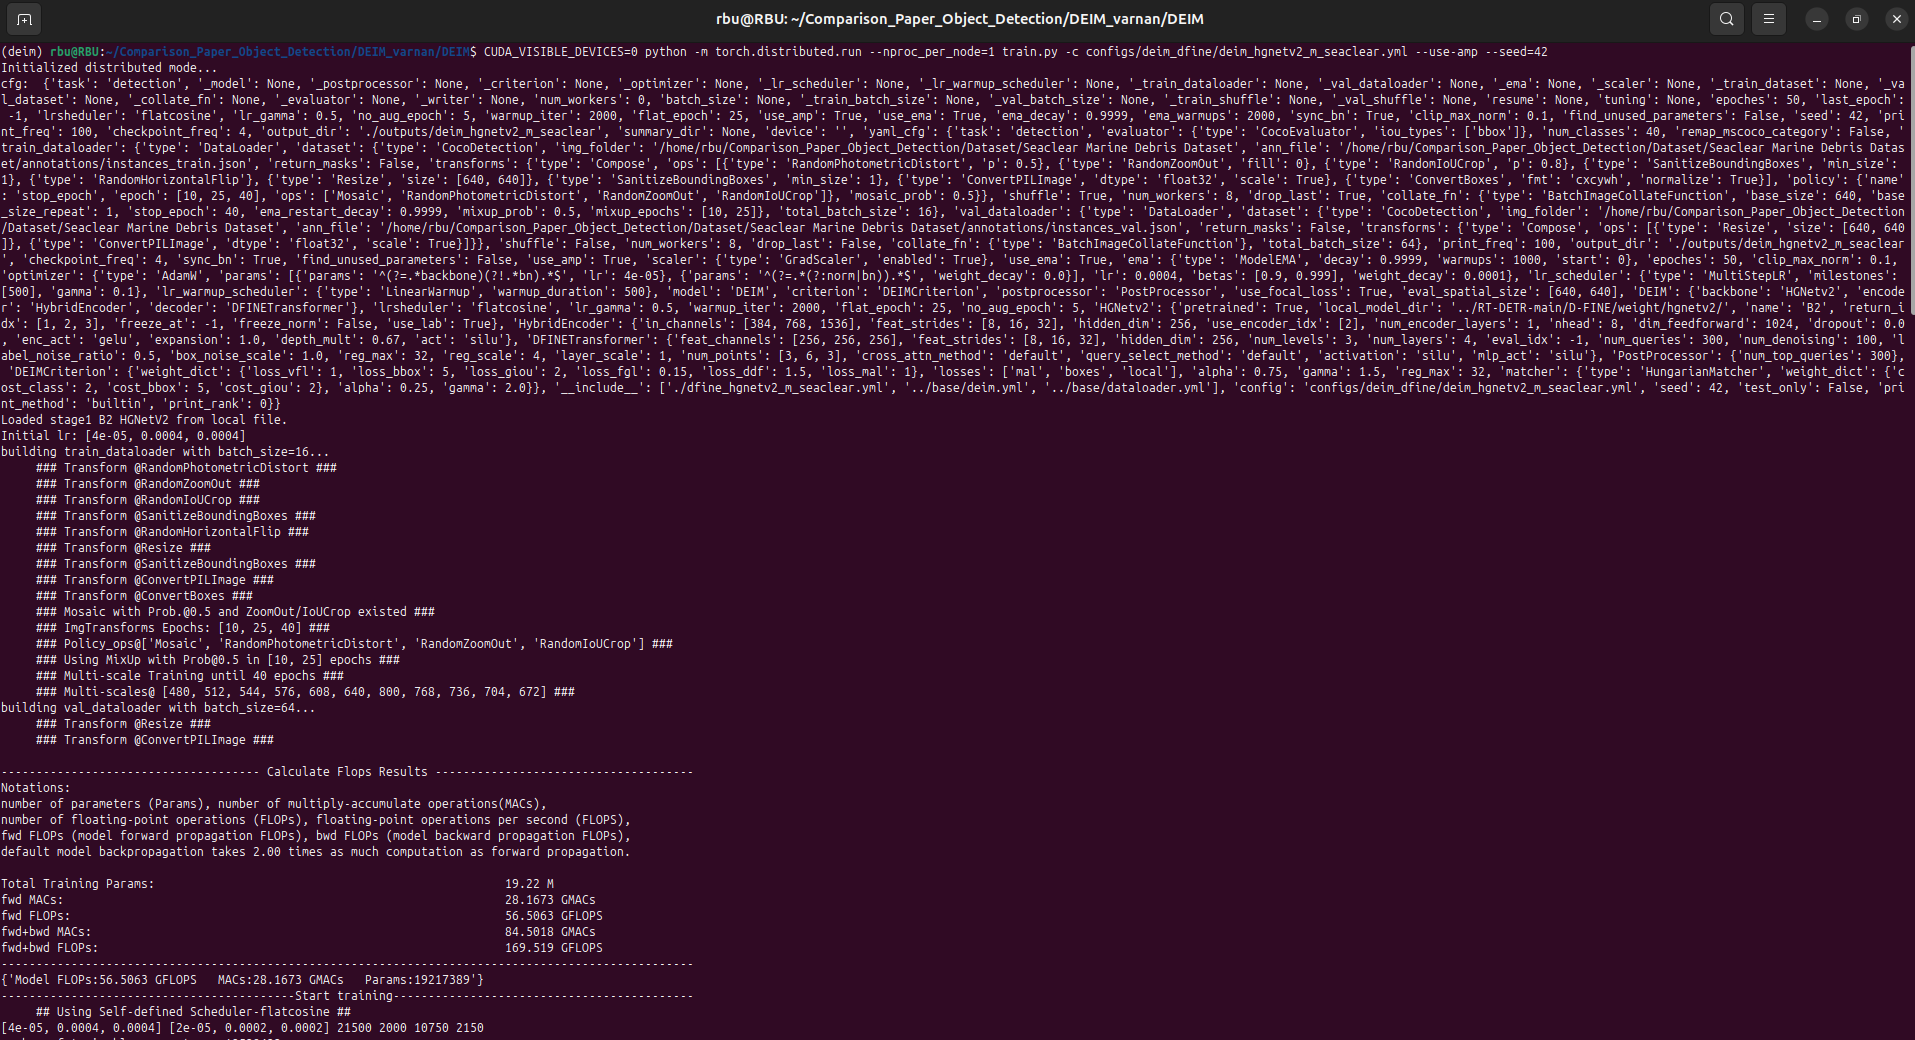 rbu@RBU: ~/Comparison_Paper_Object_Detection/DEIM_varnan/DEIM
(deim) rbu@RBU:~/Comparison_Paper_Object_Detection/DEIM_varnan/DEIM$ CUDA_VISIBLE_DEVICES=0 python -m torch.distributed.run --nproc_per_node=1 train.py -c configs/deim_dfine/deim_hgnetv2_m_seaclear.yml --use-amp --seed=42
Initialized distributed mode...
cfg:  {'task': 'detection', '_model': None, '_postprocessor': None, '_criterion': None, '_optimizer': None, '_lr_scheduler': None, '_lr_warmup_scheduler': None, '_train_dataloader': None, '_val_dataloader': None, '_ema': None, '_scaler': None, '_train_dataset': None, '_va
l_dataset': None, '_collate_fn': None, '_evaluator': None, '_writer': None, 'num_workers': 0, 'batch_size': None, '_train_batch_size': None, '_val_batch_size': None, '_train_shuffle': None, '_val_shuffle': None, 'resume': None, 'tuning': None, 'epoches': 50, 'last_epoch':
 -1, 'lrsheduler': 'flatcosine', 'lr_gamma': 0.5, 'no_aug_epoch': 5, 'warmup_iter': 2000, 'flat_epoch': 25, 'use_amp': True, 'use_ema': True, 'ema_decay': 0.9999, 'ema_warmups': 2000, 'sync_bn': True, 'clip_max_norm': 0.1, 'find_unused_parameters': False, 'seed': 42, 'pri
nt_freq': 100, 'checkpoint_freq': 4, 'output_dir': './outputs/deim_hgnetv2_m_seaclear', 'summary_dir': None, 'device': '', 'yaml_cfg': {'task': 'detection', 'evaluator': {'type': 'CocoEvaluator', 'iou_types': ['bbox']}, 'num_classes': 40, 'remap_mscoco_category': False, '
train_dataloader': {'type': 'DataLoader', 'dataset': {'type': 'CocoDetection', 'img_folder': '/home/rbu/Comparison_Paper_Object_Detection/Dataset/Seaclear Marine Debris Dataset', 'ann_file': '/home/rbu/Comparison_Paper_Object_Detection/Dataset/Seaclear Marine Debris Datas
et/annotations/instances_train.json', 'return_masks': False, 'transforms': {'type': 'Compose', 'ops': [{'type': 'RandomPhotometricDistort', 'p': 0.5}, {'type': 'RandomZoomOut', 'fill': 0}, {'type': 'RandomIoUCrop', 'p': 0.8}, {'type': 'SanitizeBoundingBoxes', 'min_size':
1}, {'type': 'RandomHorizontalFlip'}, {'type': 'Resize', 'size': [640, 640]}, {'type': 'SanitizeBoundingBoxes', 'min_size': 1}, {'type': 'ConvertPILImage', 'dtype': 'float32', 'scale': True}, {'type': 'ConvertBoxes', 'fmt': 'cxcywh', 'normalize': True}], 'policy': {'name'
: 'stop_epoch', 'epoch': [10, 25, 40], 'ops': ['Mosaic', 'RandomPhotometricDistort', 'RandomZoomOut', 'RandomIoUCrop']}, 'mosaic_prob': 0.5}}, 'shuffle': True, 'num_workers': 8, 'drop_last': True, 'collate_fn': {'type': 'BatchImageCollateFunction', 'base_size': 640, 'base
_size_repeat': 1, 'stop_epoch': 40, 'ema_restart_decay': 0.9999, 'mixup_prob': 0.5, 'mixup_epochs': [10, 25]}, 'total_batch_size': 16}, 'val_dataloader': {'type': 'DataLoader', 'dataset': {'type': 'CocoDetection', 'img_folder': '/home/rbu/Comparison_Paper_Object_Detection
/Dataset/Seaclear Marine Debris Dataset', 'ann_file': '/home/rbu/Comparison_Paper_Object_Detection/Dataset/Seaclear Marine Debris Dataset/annotations/instances_val.json', 'return_masks': False, 'transforms': {'type': 'Compose', 'ops': [{'type': 'Resize', 'size': [640, 640
]}, {'type': 'ConvertPILImage', 'dtype': 'float32', 'scale': True}]}}, 'shuffle': False, 'num_workers': 8, 'drop_last': False, 'collate_fn': {'type': 'BatchImageCollateFunction'}, 'total_batch_size': 64}, 'print_freq': 100, 'output_dir': './outputs/deim_hgnetv2_m_seaclear
', 'checkpoint_freq': 4, 'sync_bn': True, 'find_unused_parameters': False, 'use_amp': True, 'scaler': {'type': 'GradScaler', 'enabled': True}, 'use_ema': True, 'ema': {'type': 'ModelEMA', 'decay': 0.9999, 'warmups': 1000, 'start': 0}, 'epoches': 50, 'clip_max_norm': 0.1,
'optimizer': {'type': 'AdamW', 'params': [{'params': '^(?=.*backbone)(?!.*bn).*$', 'lr': 4e-05}, {'params': '^(?=.*(?:norm|bn)).*$', 'weight_decay': 0.0}], 'lr': 0.0004, 'betas': [0.9, 0.999], 'weight_decay': 0.0001}, 'lr_scheduler': {'type': 'MultiStepLR', 'milestones':
[500], 'gamma': 0.1}, 'lr_warmup_scheduler': {'type': 'LinearWarmup', 'warmup_duration': 500}, 'model': 'DEIM', 'criterion': 'DEIMCriterion', 'postprocessor': 'PostProcessor', 'use_focal_loss': True, 'eval_spatial_size': [640, 640], 'DEIM': {'backbone': 'HGNetv2', 'encode
r': 'HybridEncoder', 'decoder': 'DFINETransformer'}, 'lrsheduler': 'flatcosine', 'lr_gamma': 0.5, 'warmup_iter': 2000, 'flat_epoch': 25, 'no_aug_epoch': 5, 'HGNetv2': {'pretrained': True, 'local_model_dir': '../RT-DETR-main/D-FINE/weight/hgnetv2/', 'name': 'B2', 'return_i
dx': [1, 2, 3], 'freeze_at': -1, 'freeze_norm': False, 'use_lab': True}, 'HybridEncoder': {'in_channels': [384, 768, 1536], 'feat_strides': [8, 16, 32], 'hidden_dim': 256, 'use_encoder_idx': [2], 'num_encoder_layers': 1, 'nhead': 8, 'dim_feedforward': 1024, 'dropout': 0.0
, 'enc_act': 'gelu', 'expansion': 1.0, 'depth_mult': 0.67, 'act': 'silu'}, 'DFINETransformer': {'feat_channels': [256, 256, 256], 'feat_strides': [8, 16, 32], 'hidden_dim': 256, 'num_levels': 3, 'num_layers': 4, 'eval_idx': -1, 'num_queries': 300, 'num_denoising': 100, 'l
abel_noise_ratio': 0.5, 'box_noise_scale': 1.0, 'reg_max': 32, 'reg_scale': 4, 'layer_scale': 1, 'num_points': [3, 6, 3], 'cross_attn_method': 'default', 'query_select_method': 'default', 'activation': 'silu', 'mlp_act': 'silu'}, 'PostProcessor': {'num_top_queries': 300},
 'DEIMCriterion': {'weight_dict': {'loss_vfl': 1, 'loss_bbox': 5, 'loss_giou': 2, 'loss_fgl': 0.15, 'loss_ddf': 1.5, 'loss_mal': 1}, 'losses': ['mal', 'boxes', 'local'], 'alpha': 0.75, 'gamma': 1.5, 'reg_max': 32, 'matcher': {'type': 'HungarianMatcher', 'weight_dict': {'c
ost_class': 2, 'cost_bbox': 5, 'cost_giou': 2}, 'alpha': 0.25, 'gamma': 2.0}}, '__include__': ['./dfine_hgnetv2_m_seaclear.yml', '../base/deim.yml', '../base/dataloader.yml'], 'config': 'configs/deim_dfine/deim_hgnetv2_m_seaclear.yml', 'seed': 42, 'test_only': False, 'pri
nt_method': 'builtin', 'print_rank': 0}}
Loaded stage1 B2 HGNetV2 from local file.
Initial lr: [4e-05, 0.0004, 0.0004]
building train_dataloader with batch_size=16...
     ### Transform @RandomPhotometricDistort ###
     ### Transform @RandomZoomOut ###
     ### Transform @RandomIoUCrop ###
     ### Transform @SanitizeBoundingBoxes ###
     ### Transform @RandomHorizontalFlip ###
     ### Transform @Resize ###
     ### Transform @SanitizeBoundingBoxes ###
     ### Transform @ConvertPILImage ###
     ### Transform @ConvertBoxes ###
     ### Mosaic with Prob.@0.5 and ZoomOut/IoUCrop existed ###
     ### ImgTransforms Epochs: [10, 25, 40] ###
     ### Policy_ops@['Mosaic', 'RandomPhotometricDistort', 'RandomZoomOut', 'RandomIoUCrop'] ###
     ### Using MixUp with Prob@0.5 in [10, 25] epochs ###
     ### Multi-scale Training until 40 epochs ###
     ### Multi-scales@ [480, 512, 544, 576, 608, 640, 800, 768, 736, 704, 672] ###
building val_dataloader with batch_size=64...
     ### Transform @Resize ###
     ### Transform @ConvertPILImage ###
------------------------------------- Calculate Flops Results -------------------------------------
Notations:
number of parameters (Params), number of multiply-accumulate operations(MACs),
number of floating-point operations (FLOPs), floating-point operations per second (FLOPS),
fwd FLOPs (model forward propagation FLOPs), bwd FLOPs (model backward propagation FLOPs),
default model backpropagation takes 2.00 times as much computation as forward propagation.
Total Training Params:                                                  19.22 M
fwd MACs:                                                               28.1673 GMACs
fwd FLOPs:                                                              56.5063 GFLOPS
fwd+bwd MACs:                                                           84.5018 GMACs
fwd+bwd FLOPs:                                                          169.519 GFLOPS
---------------------------------------------------------------------------------------------------
{'Model FLOPs:56.5063 GFLOPS   MACs:28.1673 GMACs   Params:19217389'}
------------------------------------------Start training-------------------------------------------
     ## Using Self-defined Scheduler-flatcosine ##
[4e-05, 0.0004, 0.0004] [2e-05, 0.0002, 0.0002] 21500 2000 10750 2150